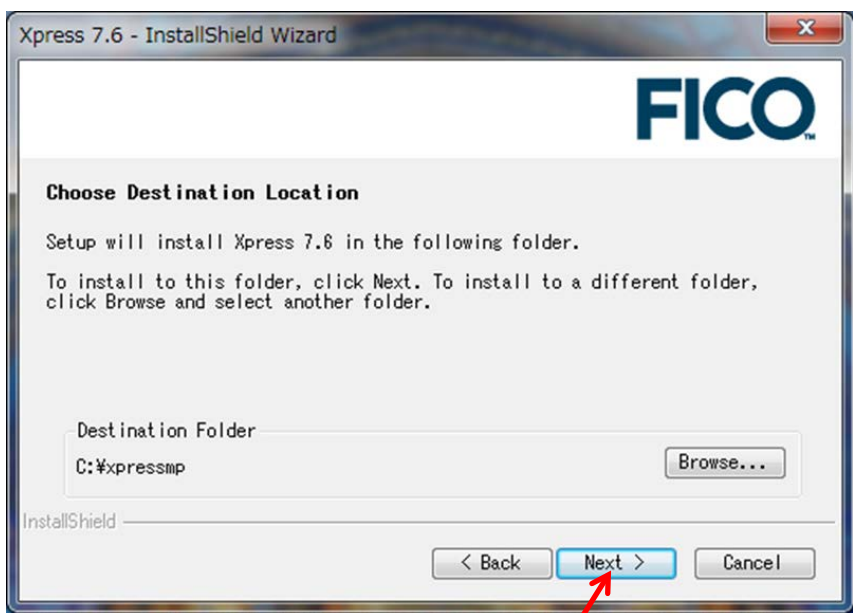 Xpress 7.6 - InstallShield Wizard
FICO™
Choose Destination Location
Setup will install Xpress 7.6 in the following folder.
To install to this folder, click Next. To install to a different folder,
click Browse and select another folder.
Destination Folder
C:¥xpressmp
Browse...
InstallShield
< Back
Next >
Cancel